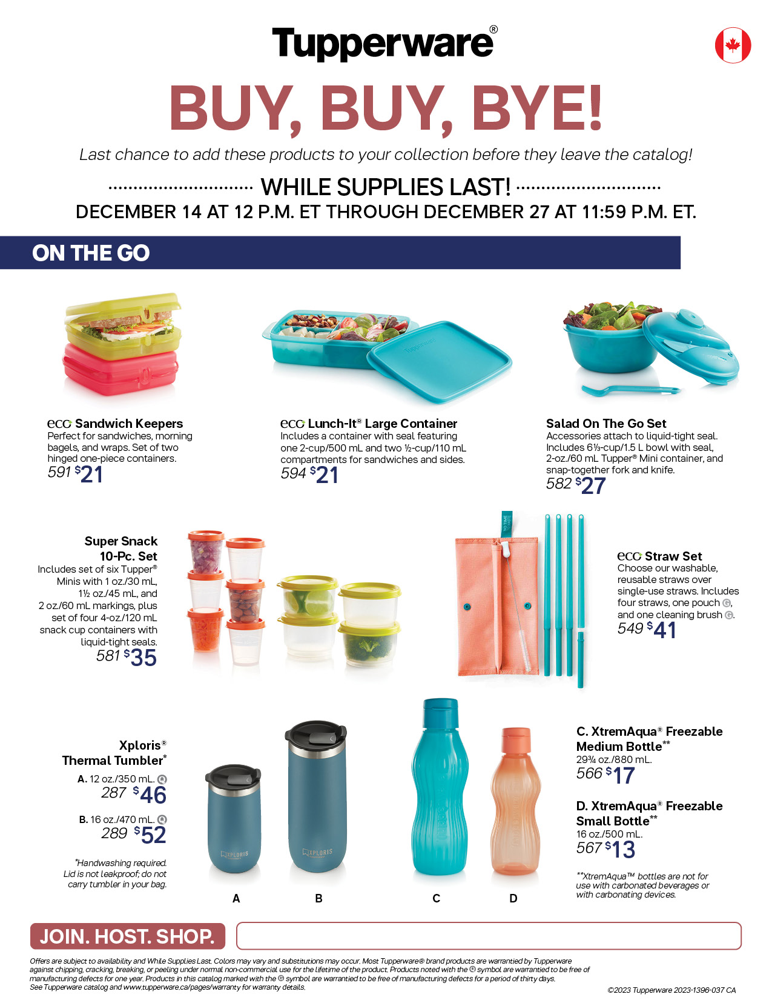 Tupperware®
BUY, BUY, BYE!
Last chance to add these products to your collection before they leave the catalog!
WHILE SUPPLIES LAST!
DECEMBER 14 AT 12 P.M. ET THROUGH DECEMBER 27 AT 11:59 P.M. ET.
ON THE GO
eco+ Sandwich Keepers
Perfect for sandwiches, morning
bagels, and wraps. Set of two
hinged one-piece containers.
591 $21
eco+ Lunch-It® Large Container
Includes a container with seal featuring
one 2-cup/500 mL and two ½-cup/110 mL
compartments for sandwiches and sides.
594 $21
Salad On The Go Set
Accessories attach to liquid-tight seal.
Includes 6⅓-cup/1.5 L bowl with seal,
2-oz./60 mL Tupper® Mini container, and
snap-together fork and knife.
582 $27
Super Snack
10-Pc. Set
Includes set of six Tupper®
Minis with 1 oz./30 mL,
1½ oz./45 mL, and
2 oz./60 mL markings, plus
set of four 4-oz./120 mL
snack cup containers with
liquid-tight seals.
581 $35
NO TIME
TO WASTE
eco+ Straw Set
Choose our washable,
reusable straws over
single-use straws. Includes
four straws, one pouch G,
and one cleaning brush G.
549 $41
Xploris®
Thermal Tumbler*
A. 12 oz./350 mL. Q
287 $46
B. 16 oz./470 mL. Q
289 $52
*Handwashing required.
Lid is not leakproof; do not
carry tumbler in your bag.
XPLORIS
XPLORIS
A
B
C
D
C. XtremAqua® Freezable
Medium Bottle**
29¾ oz./880 mL.
566 $17
D. XtremAqua® Freezable
Small Bottle**
16 oz./500 mL.
567 $13
**XtremAqua™ bottles are not for
use with carbonated beverages or
with carbonating devices.
JOIN. HOST. SHOP.
Offers are subject to availability and While Supplies Last. Colors may vary and substitutions may occur. Most Tupperware® brand products are warrantied by Tupperware
against chipping, cracking, breaking, or peeling under normal non-commercial use for the lifetime of the product. Products noted with the Q symbol are warrantied to be free of
manufacturing defects for one year. Products in this catalog marked with the G symbol are warrantied to be free of manufacturing defects for a period of thirty days.
See Tupperware catalog and www.tupperware.ca/pages/warranty for warranty details.
©2023 Tupperware 2023-1396-037 CA